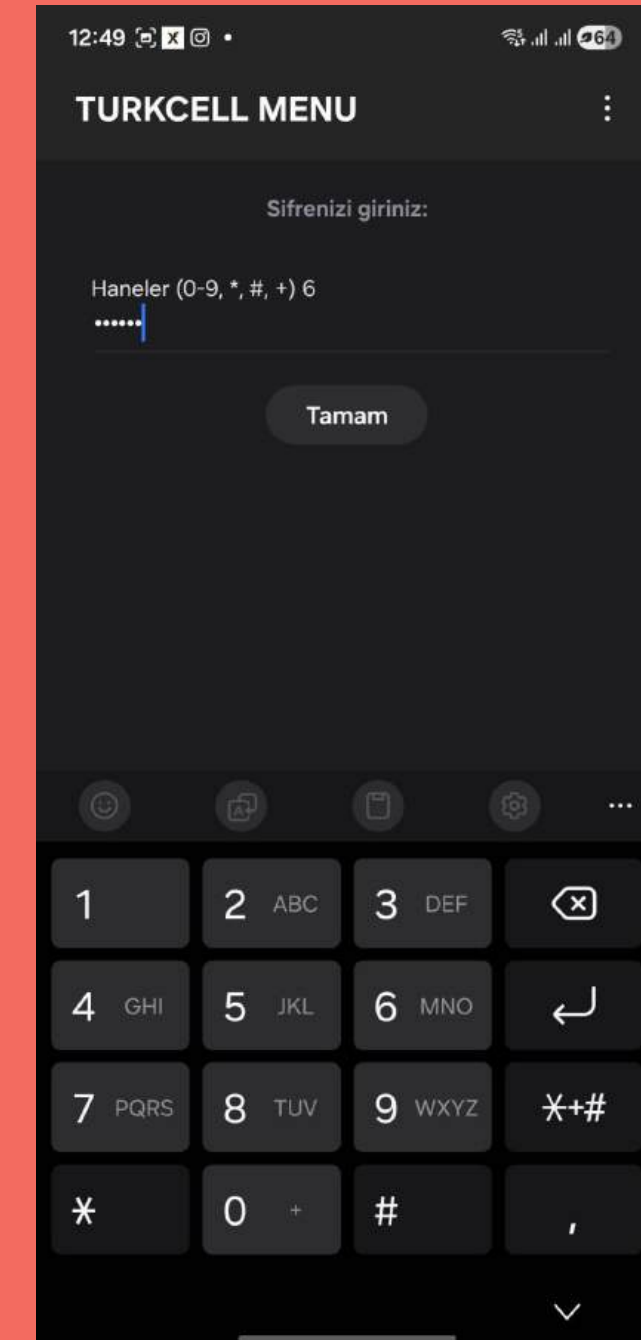 12:49
64
TURKCELL MENU
Sifrenizi giriniz:
Haneler (0-9, *, #, +) 6
••••••
Tamam
1
2 ABC
3 DEF
4 GHI
5 JKL
6 MNO
7 PQRS
8 TUV
9 WXYZ
*+#
*
0 +
#
,